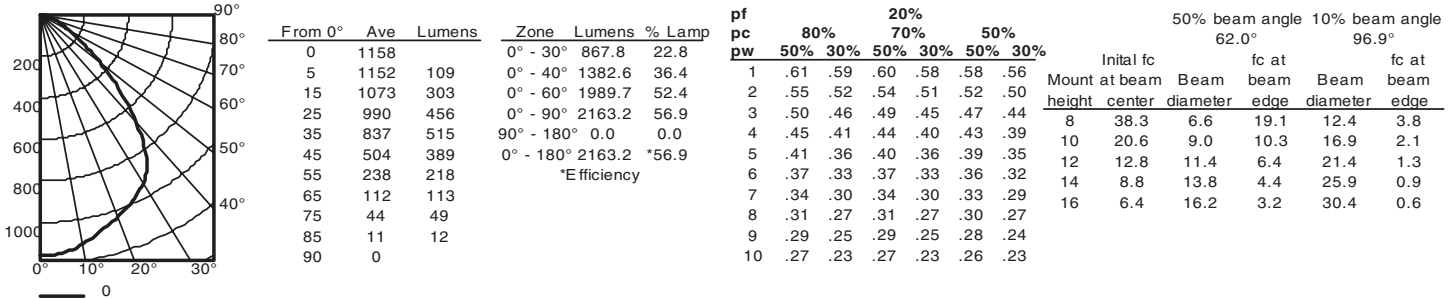 90°
80°
70°
60°
50°
40°
200
400
600
800
1000
0° 10° 20° 30°
0
From 0° Ave Lumens
0 1158
5 1152 109
15 1073 303
25 990 456
35 837 515
45 504 389
55 238 218
65 112 113
75 44 49
85 11 12
90 0
Zone Lumens % Lamp
0° - 30° 867.8 22.8
0° - 40° 1382.6 36.4
0° - 60° 1989.7 52.4
0° - 90° 2163.2 56.9
90° - 180° 0.0 0.0
0° - 180° 2163.2 *56.9
*Efficiency
pf 20%
pc 80% 70% 50%
pw 50% 30% 50% 30% 50% 30%
1 .61 .59 .60 .58 .58 .56
2 .55 .52 .54 .51 .52 .50
3 .50 .46 .49 .45 .47 .44
4 .45 .41 .44 .40 .43 .39
5 .41 .36 .40 .36 .39 .35
6 .37 .33 .37 .33 .36 .32
7 .34 .30 .34 .30 .33 .29
8 .31 .27 .31 .27 .30 .27
9 .29 .25 .29 .25 .28 .24
10 .27 .23 .27 .23 .26 .23
50% beam angle 10% beam angle
62.0° 96.9°
Inital fc fc at fc at
Mount at beam Beam beam Beam beam
height center diameter edge diameter edge
8 38.3 6.6 19.1 12.4 3.8
10 20.6 9.0 10.3 16.9 2.1
12 12.8 11.4 6.4 21.4 1.3
14 8.8 13.8 4.4 25.9 0.9
16 6.4 16.2 3.2 30.4 0.6